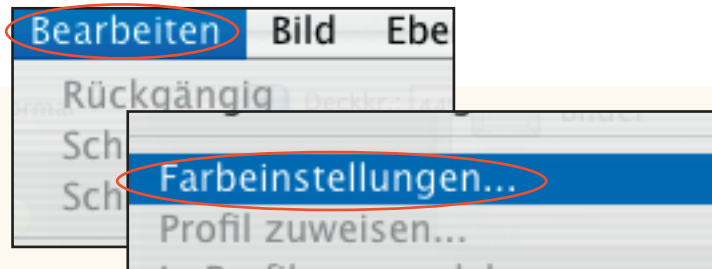 Bearbeiten Bild Ebe
Rückgängig
Sch
Sch
Farbeinstellungen...
Profil zuweisen...